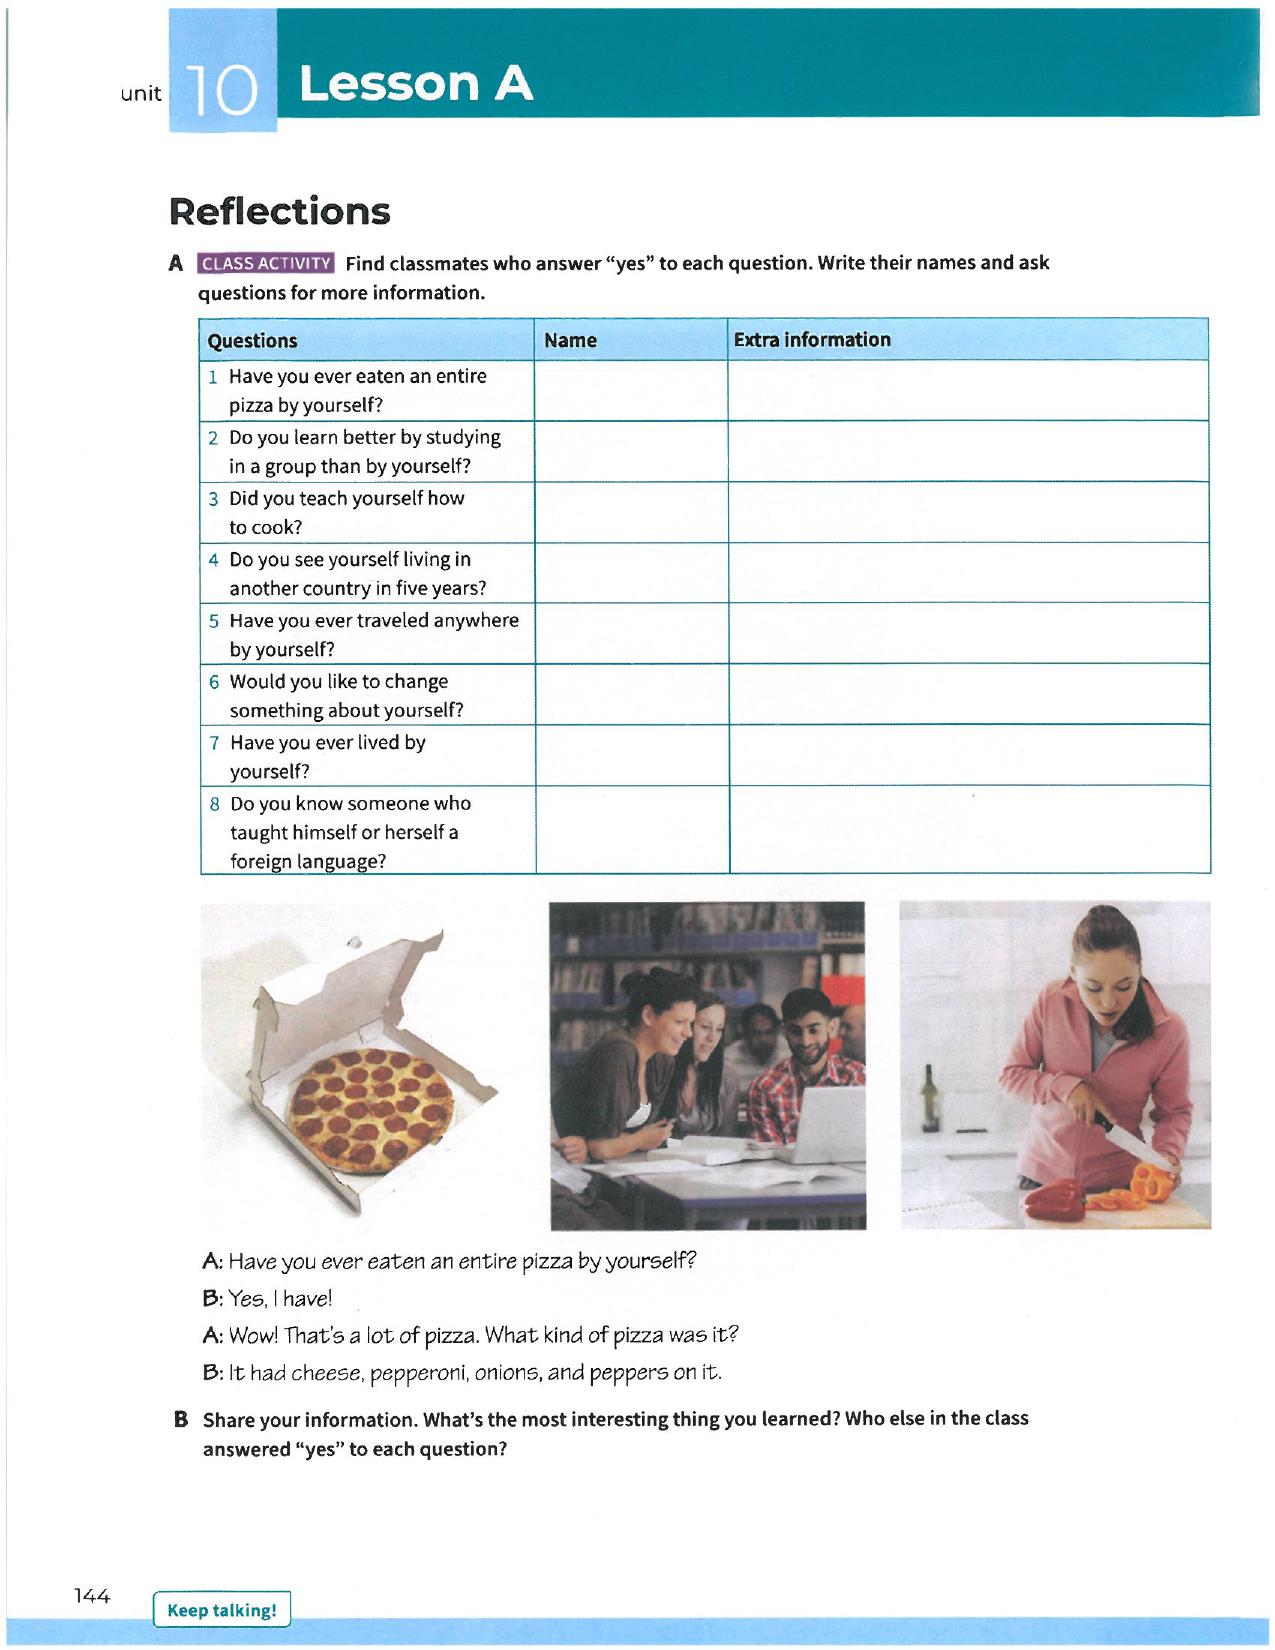 unit 10 Lesson A
Reflections
A CLASS ACTIVITY Find classmates who answer “yes” to each question. Write their names and ask
questions for more information.
Questions Name Extra information
1 Have you ever eaten an entire
pizza by yourself?
2 Do you learn better by studying
in a group than by yourself?
3 Did you teach yourself how
to cook?
4 Do you see yourself living in
another country in five years?
5 Have you ever traveled anywhere
by yourself?
6 Would you like to change
something about yourself?
7 Have you ever lived by
yourself?
8 Do you know someone who
taught himself or herself a
foreign language?
A: Have you ever eaten an entire pizza by yourself?
B: Yes, I have!
A: Wow! That's a lot of pizza. What kind of pizza was it?
B: It had cheese, pepperoni, onions, and peppers on it.
B Share your information. What's the most interesting thing you learned? Who else in the class
answered “yes” to each question?
144
Keep talking!